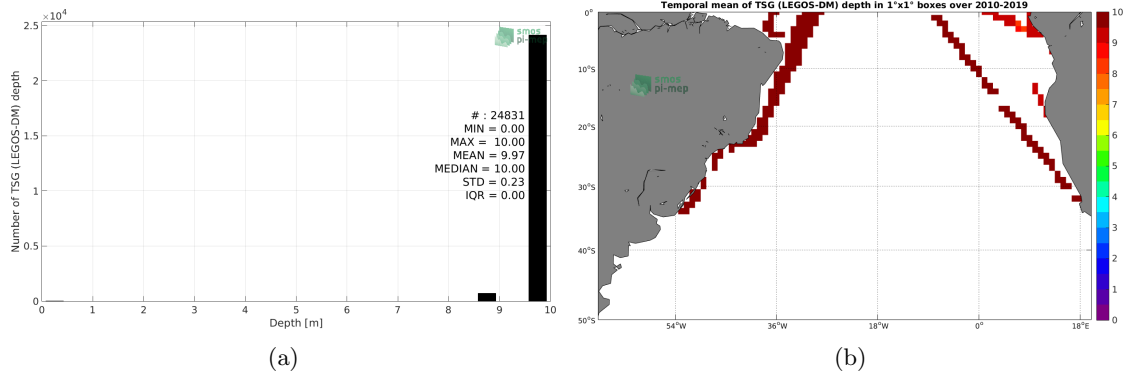 Number of TSG (LEGOS-DM) depth
×10⁴
2.5
2
1.5
1
0.5
0
smos
pi-mep
# : 24831
MIN = 0.00
MAX = 10.00
MEAN = 9.97
MEDIAN = 10.00
STD = 0.23
IQR = 0.00
0 1 2 3 4 5 6 7 8 9 10
Depth [m]
(a)
Temporal mean of TSG (LEGOS-DM) depth in 1°x1° boxes over 2010-2019
0°
10°S
20°S
30°S
40°S
50°S
smos
pi-mep
54°W 36°W 18°W 0° 18°E
10
9
8
7
6
5
4
3
2
1
0
(b)